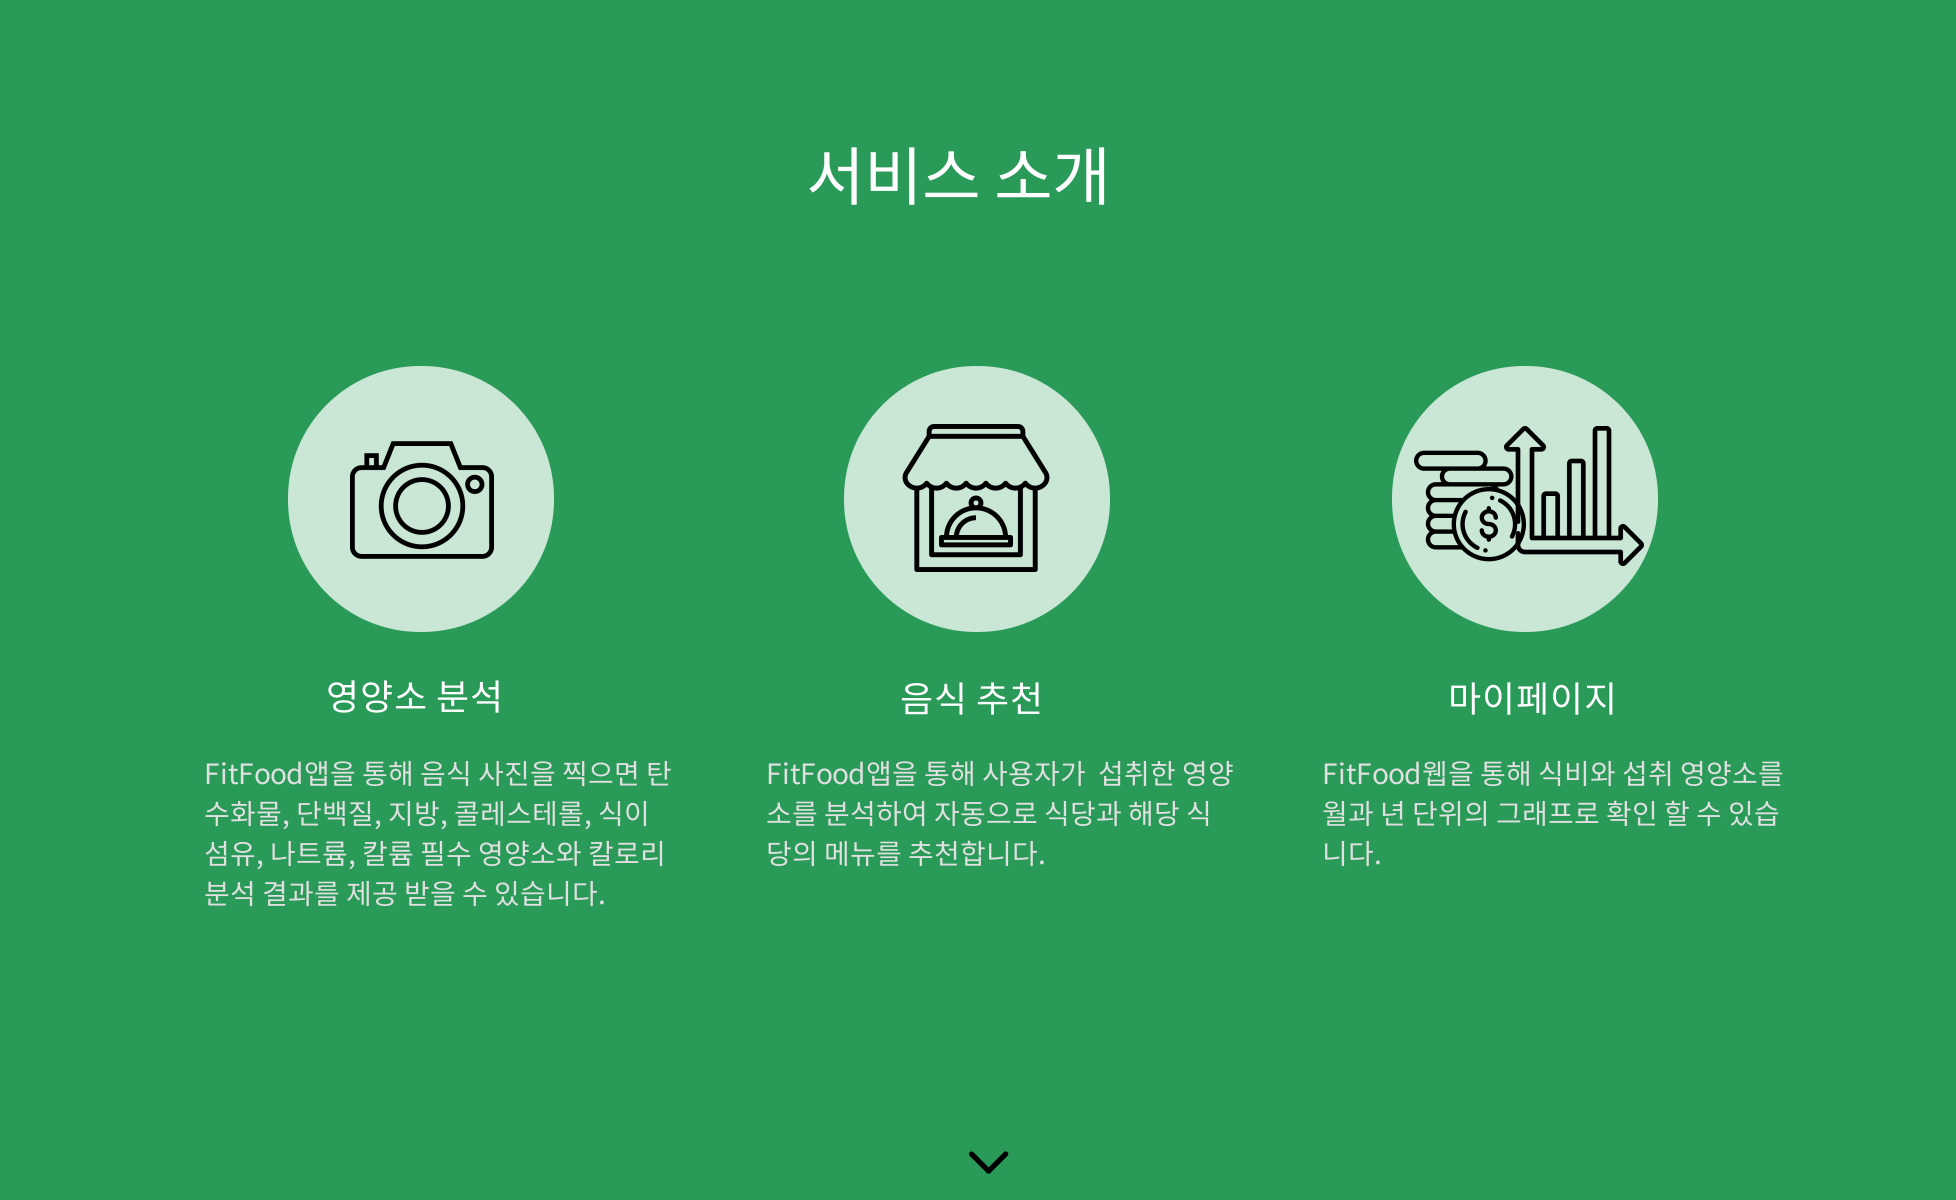 서비스 소개
영양소 분석
FitFood앱을 통해 음식 사진을 찍으면 탄
수화물, 단백질, 지방, 콜레스테롤, 식이
섬유, 나트륨, 칼륨 필수 영양소와 칼로리
분석 결과를 제공 받을 수 있습니다.
음식 추천
FitFood앱을 통해 사용자가  섭취한 영양
소를 분석하여 자동으로 식당과 해당 식
당의 메뉴를 추천합니다.
마이페이지
FitFood웹을 통해 식비와 섭취 영양소를
월과 년 단위의 그래프로 확인 할 수 있습
니다.